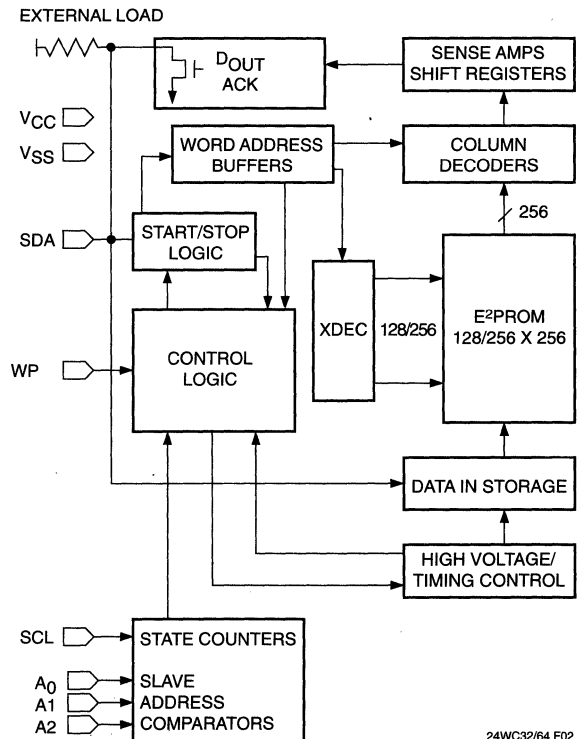 EXTERNAL LOAD
DOUT
ACK
SENSE AMPS
SHIFT REGISTERS
VCC
VSS
WORD ADDRESS
BUFFERS
COLUMN
DECODERS
256
SDA
START/STOP
LOGIC
XDEC
128/256
E2PROM
128/256 X 256
WP
CONTROL
LOGIC
DATA IN STORAGE
HIGH VOLTAGE/
TIMING CONTROL
SCL
STATE COUNTERS
A0
SLAVE
A1
ADDRESS
A2
COMPARATORS
24WC32/64 F02